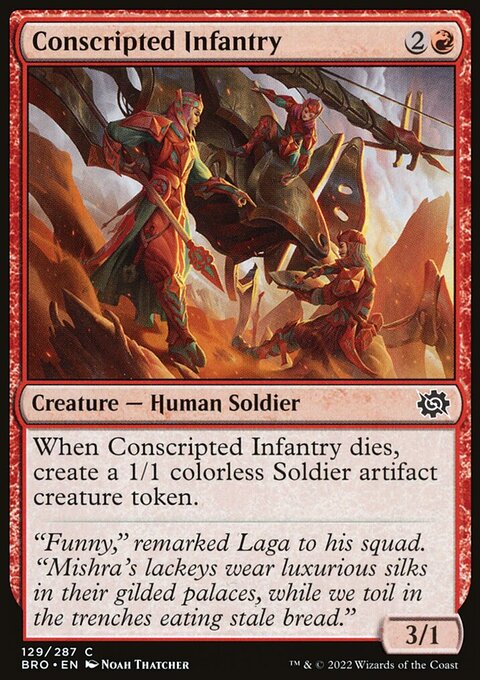 Conscripted Infantry 2
Creature — Human Soldier
When Conscripted Infantry dies,
create a 1/1 colorless Soldier artifact
creature token.
“Funny,” remarked Laga to his squad.
“Mishra’s lackeys wear luxurious silks
in their gilded palaces, while we toil in
the trenches eating stale bread.”
3/1
129/287 C
BRO • EN Noah Thatcher ™ & © 2022 Wizards of the Coast